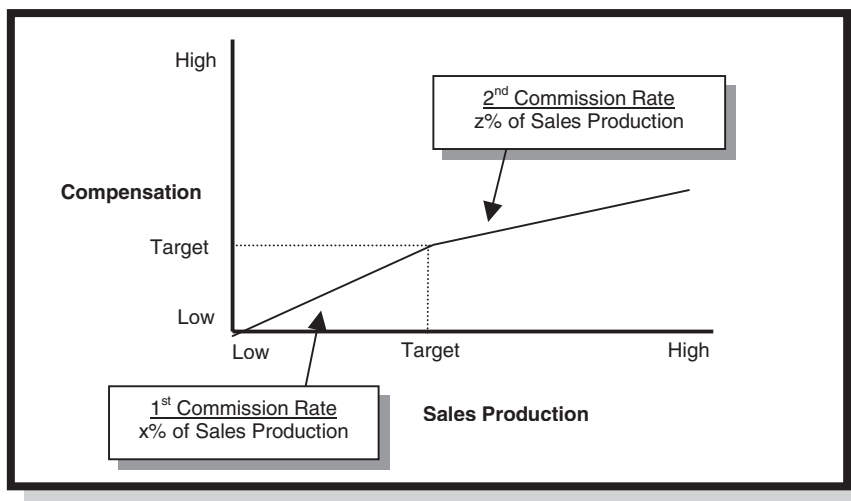 High
2nd Commission Rate
z% of Sales Production
Compensation
Target
Low
Low
Target
High
1st Commission Rate
x% of Sales Production
Sales Production